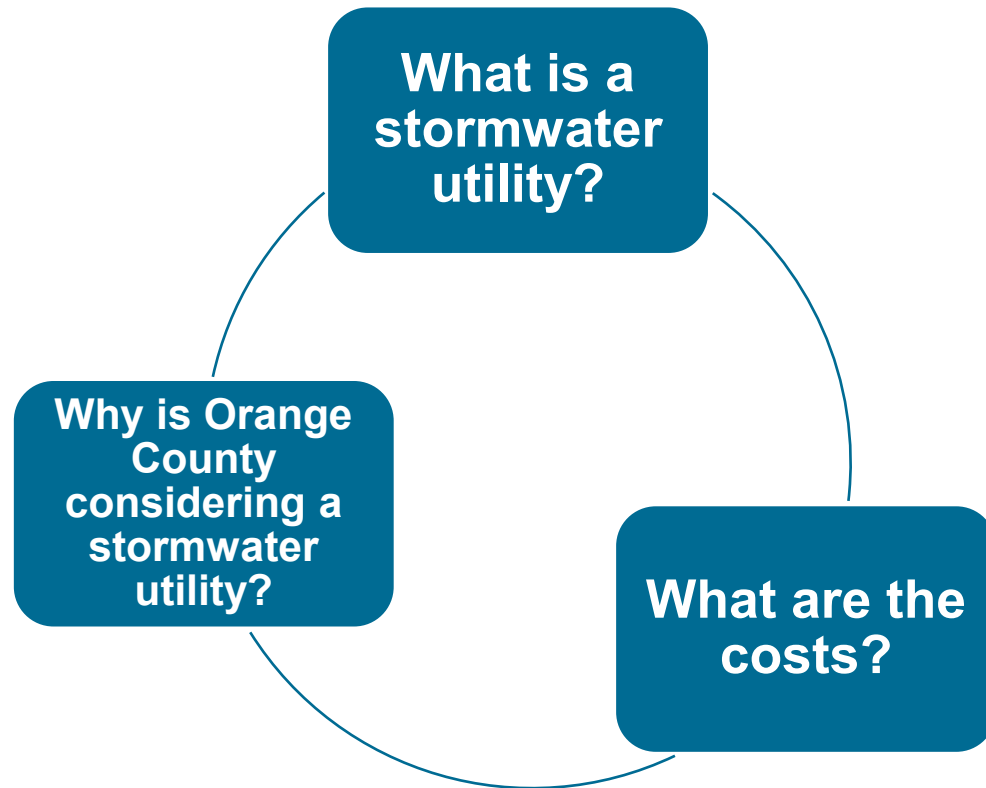 What is a
stormwater
utility?
Why is Orange
County
considering a
stormwater
utility?
What are the
costs?